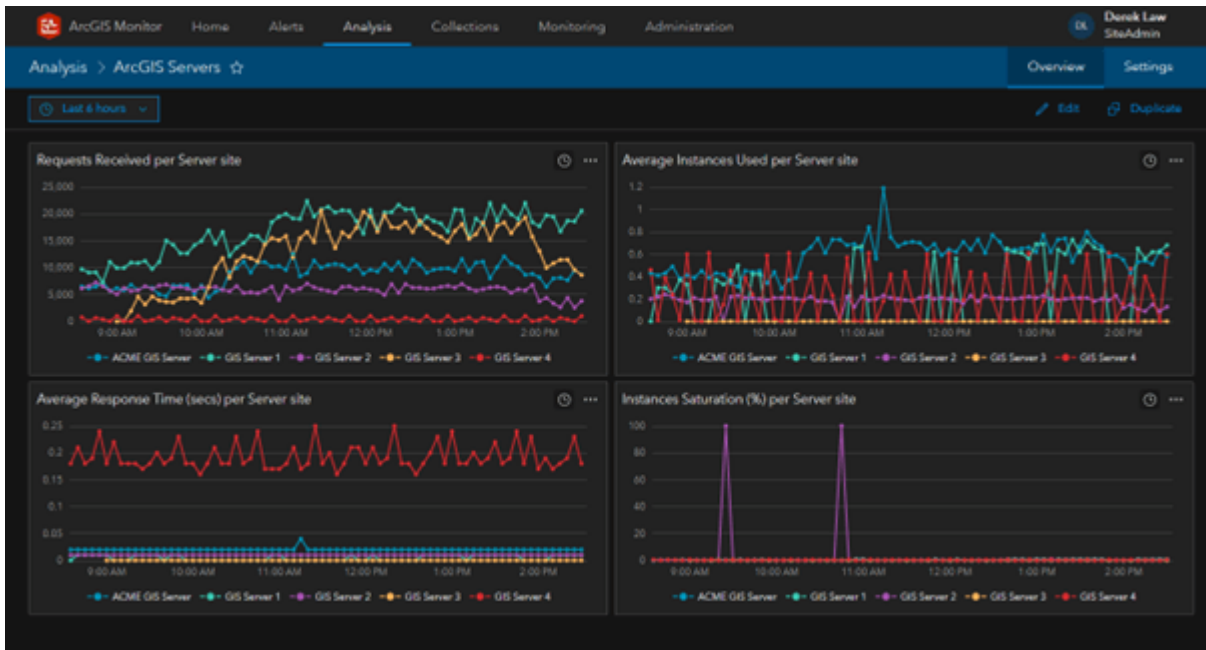 ArcGIS Monitor Home Alerts Analysis Collections Monitoring Administration DL Derek Law
SiteAdmin
Analysis > ArcGIS Servers Overview Settings
Last 6 hours Edit Duplicate
Requests Received per Server site
25,000
20,000
15,000
10,000
5,000
0
9:00 AM 10:00 AM 11:00 AM 12:00 PM 1:00 PM 2:00 PM
ACME GIS Server GIS Server 1 GIS Server 2 GIS Server 3 GIS Server 4
Average Instances Used per Server site
1.2
1
0.8
0.6
0.4
0.2
0
9:00 AM 10:00 AM 11:00 AM 12:00 PM 1:00 PM 2:00 PM
ACME GIS Server GIS Server 1 GIS Server 2 GIS Server 3 GIS Server 4
Average Response Time (secs) per Server site
0.25
0.2
0.15
0.1
0.05
0
9:00 AM 10:00 AM 11:00 AM 12:00 PM 1:00 PM 2:00 PM
ACME GIS Server GIS Server 1 GIS Server 2 GIS Server 3 GIS Server 4
Instances Saturation (%) per Server site
100
80
60
40
20
0
9:00 AM 10:00 AM 11:00 AM 12:00 PM 1:00 PM 2:00 PM
ACME GIS Server GIS Server 1 GIS Server 2 GIS Server 3 GIS Server 4